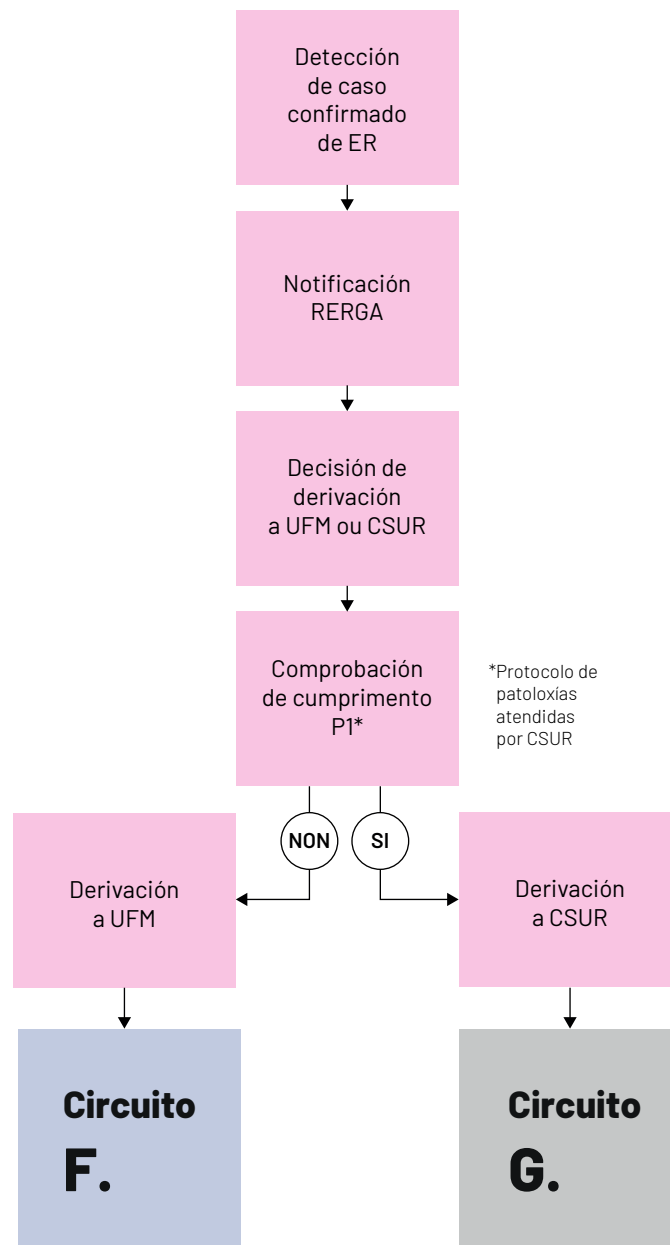 Detección
de caso
confirmado
de ER
Notificación
RERGA
Decisión de
derivación
a UFM ou CSUR
Comprobación
de cumprimento
P1*
*Protocolo de
patoloxías
atendidas
por CSUR
NON
SI
Derivación
a UFM
Derivación
a CSUR
Circuito
F.
Circuito
G.